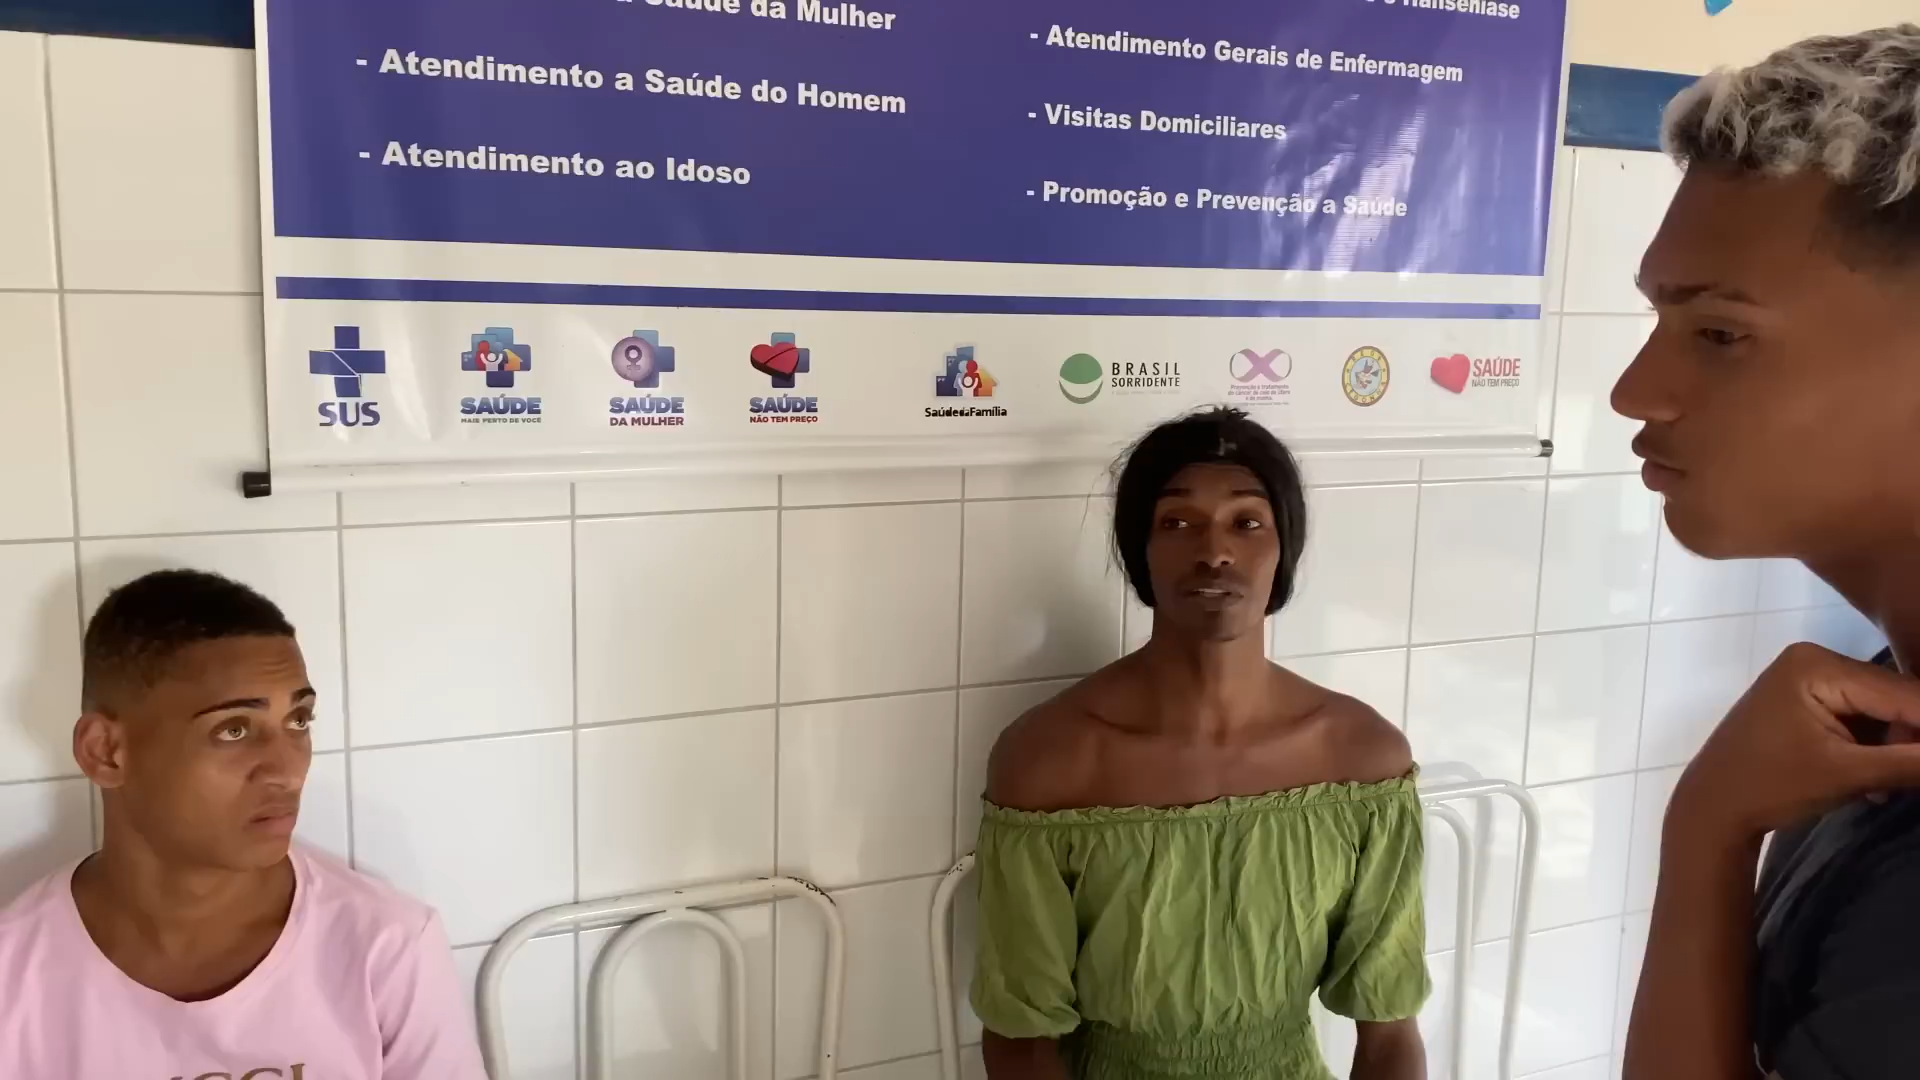 Saúde da Mulher
- Atendimento a Saúde do Homem
- Atendimento ao Idoso
Hanseníase
- Atendimento Gerais de Enfermagem
- Visitas Domiciliares
- Promoção e Prevenção a Saúde
SUS
SAÚDE
MAIS PERTO DE VOCÊ
SAÚDE
DA MULHER
SAÚDE
NÃO TEM PREÇO
Saúde da Família
BRASIL
SORRIDENTE
SAÚDE
NÃO TEM PREÇO